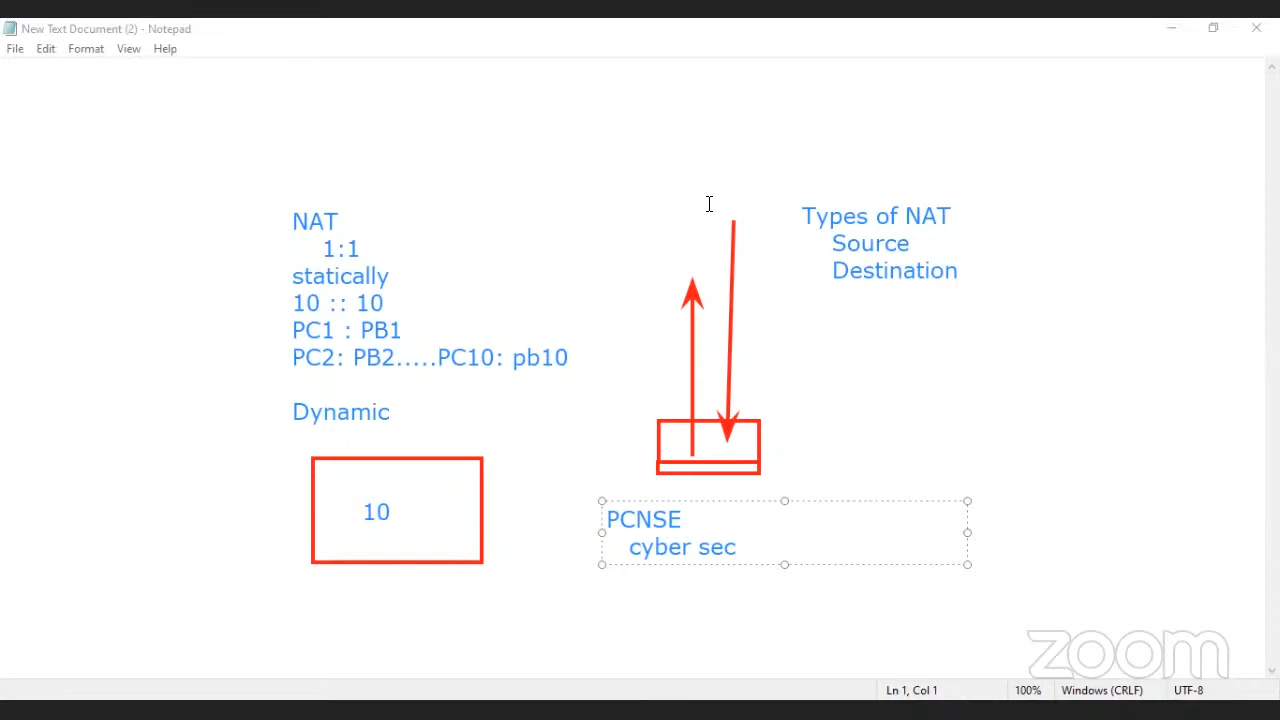 New Text Document (2) - Notepad
File Edit Format View Help
NAT
1:1
statically
10 :: 10
PC1 : PB1
PC2: PB2.....PC10: pb10
Dynamic
10
Types of NAT
Source
Destination
PCNSE
cyber sec
zoom
Ln 1, Col 1 100% Windows (CRLF) UTF-8